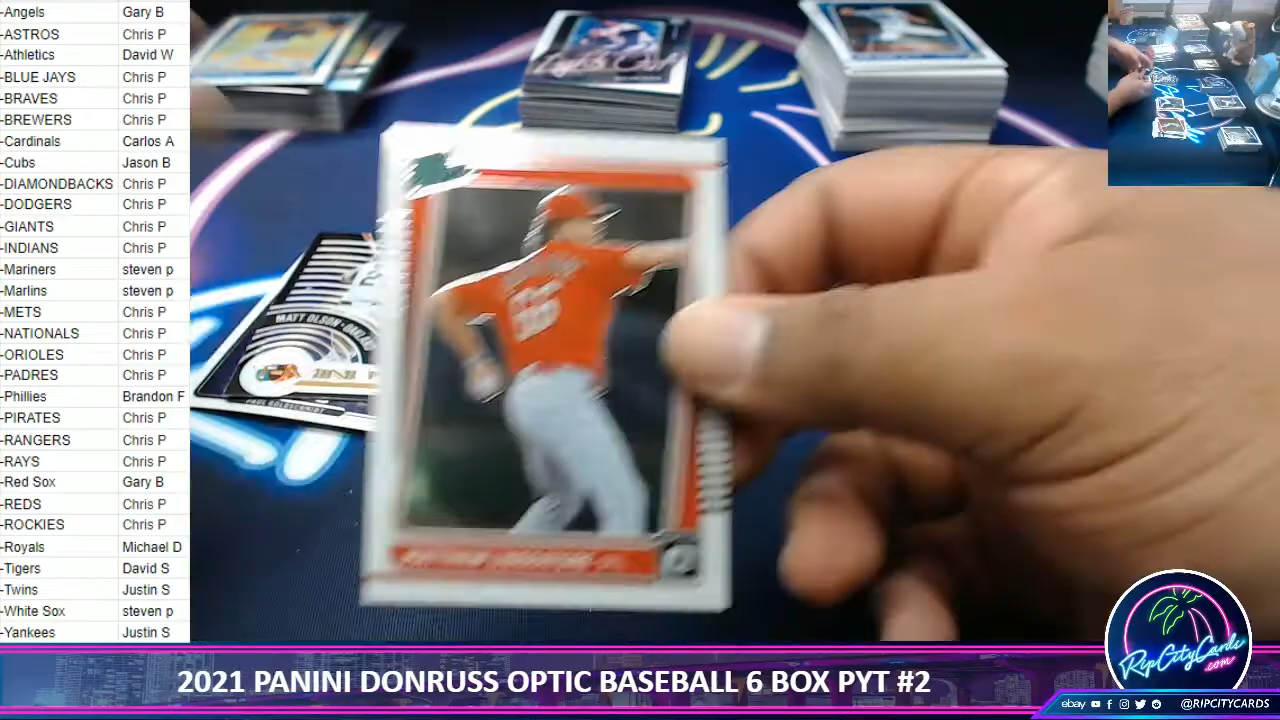 -Angels Gary B
-ASTROS Chris P
-Athletics David W
-BLUE JAYS Chris P
-BRAVES Chris P
-BREWERS Chris P
-Cardinals Carlos A
-Cubs Jason B
-DIAMONDBACKS Chris P
-DODGERS Chris P
-GIANTS Chris P
-INDIANS Chris P
-Mariners steven p
-Marlins steven p
-METS Chris P
-NATIONALS Chris P
-ORIOLES Chris P
-PADRES Chris P
-Phillies Brandon F
-PIRATES Chris P
-RANGERS Chris P
-RAYS Chris P
-Red Sox Gary B
-REDS Chris P
-ROCKIES Chris P
-Royals Michael D
-Tigers David S
-Twins Justin S
-White Sox steven p
-Yankees Justin S
MATT OLSON
PAUL GOLDSCHMIDT
RipCityCards
.com
2021 PANINI DONRUSS OPTIC BASEBALL 6 BOX PYT #2
ebay @RIPCITYCARDS